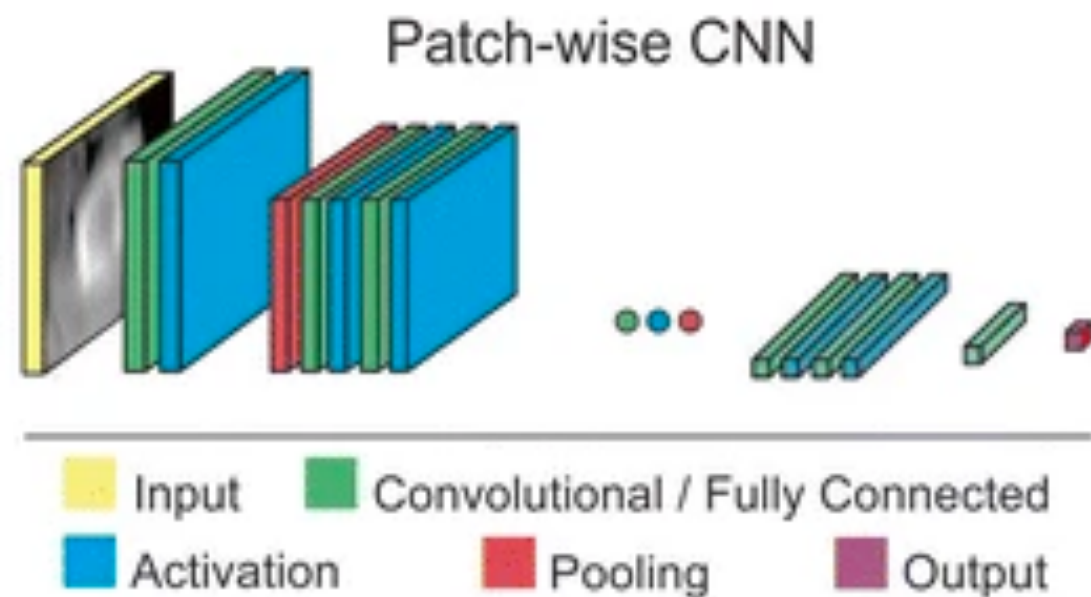 Patch-wise CNN
Input Convolutional / Fully Connected
Activation Pooling Output